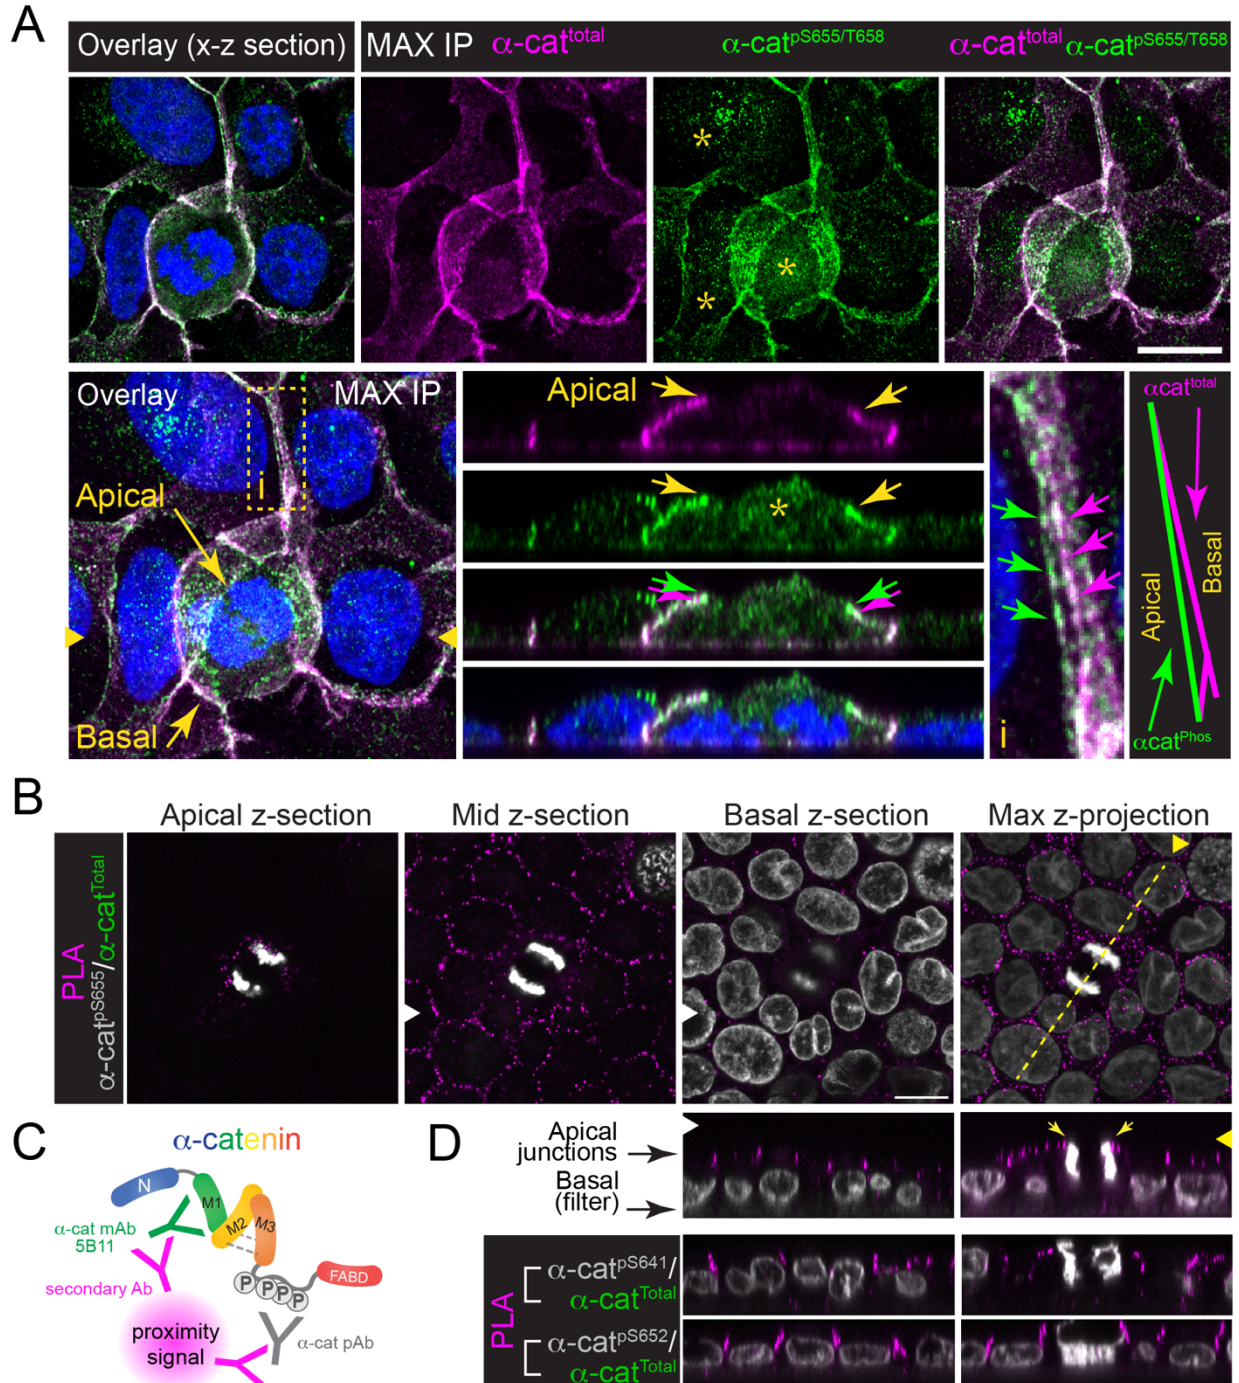 A
Overlay (x-z section)
MAX IP α-cat^total α-cat^pS655/T658 α-cat^total α-cat^pS655/T658
*
*
*
Overlay MAX IP
i
Apical
Basal
Apical
*
i
αcat^total
Apical
Basal
αcat^Phos
B
Apical z-section Mid z-section Basal z-section Max z-projection
PLA
α-cat^pS655/α-cat^Total
C
α-catenin
N
M1
M2
M3
α-cat mAb
5B11
secondary Ab
P P P P
FABD
proximity
signal
α-cat pAb
D
Apical
junctions
Basal
(filter)
PLA
α-cat^pS641/
α-cat^Total
α-cat^pS652/
α-cat^Total